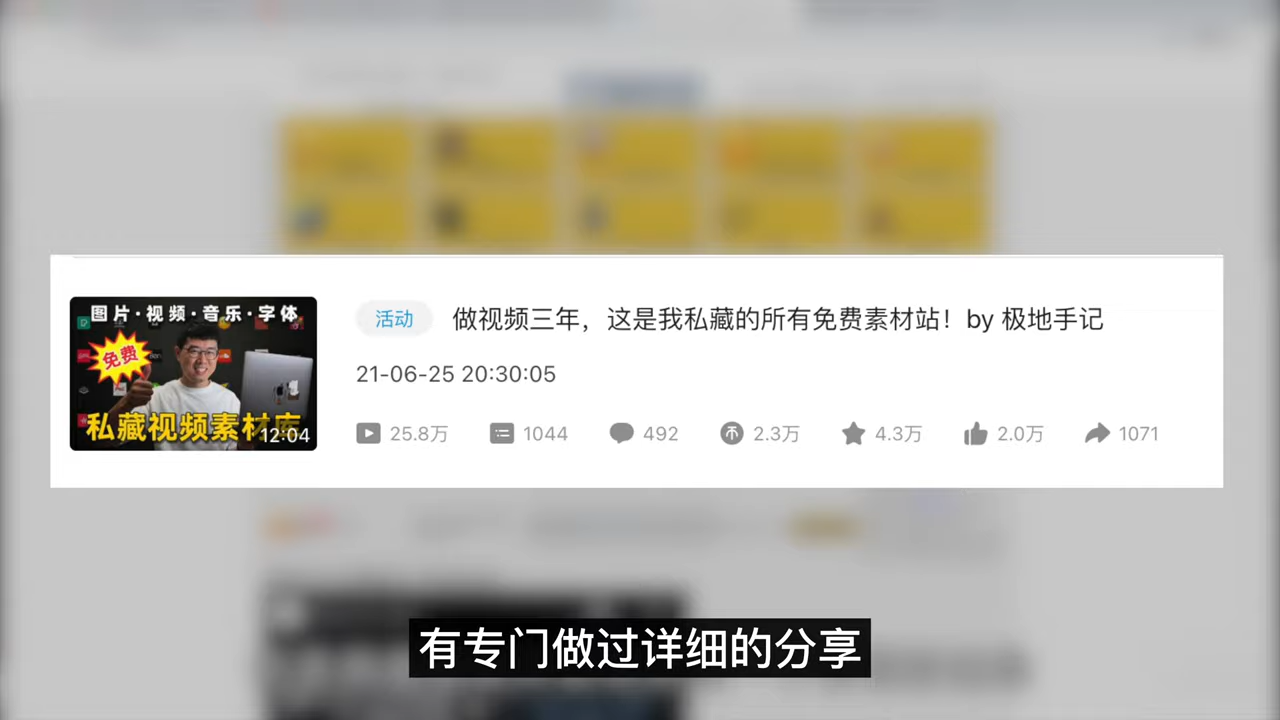 图片·视频·音乐·字体
免费
私藏视频素材库
12:04
活动
做视频三年，这是我私藏的所有免费素材站！by 极地手记
21-06-25 20:30:05
25.8万
1044
492
2.3万
4.3万
2.0万
1071
有专门做过详细的分享